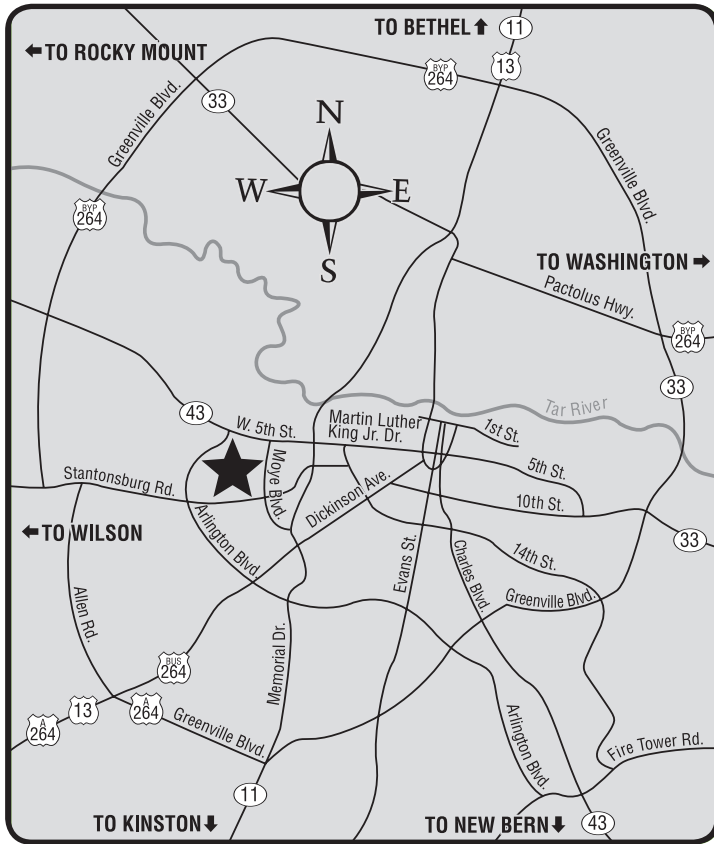 TO BETHEL
11
TO ROCKY MOUNT
13
BYP
264
Greenville Blvd.
33
N
Greenville Blvd.
W
E
BYP
264
S
TO WASHINGTON
Pactolus Hwy.
BYP
264
33
Tar River
43
W. 5th St.
Martin Luther
King Jr. Dr.
1st St.
Moye Blvd.
5th St.
Stantonsburg Rd.
Dickinson Ave.
10th St.
TO WILSON
Arlington Blvd.
33
Evans St.
Charles Blvd.
14th St.
Allen Rd.
Greenville Blvd.
Memorial Dr.
BUS
264
A
264
13
A
264
Greenville Blvd.
Arlington Blvd.
Fire Tower Rd.
11
TO KINSTON
TO NEW BERN
43